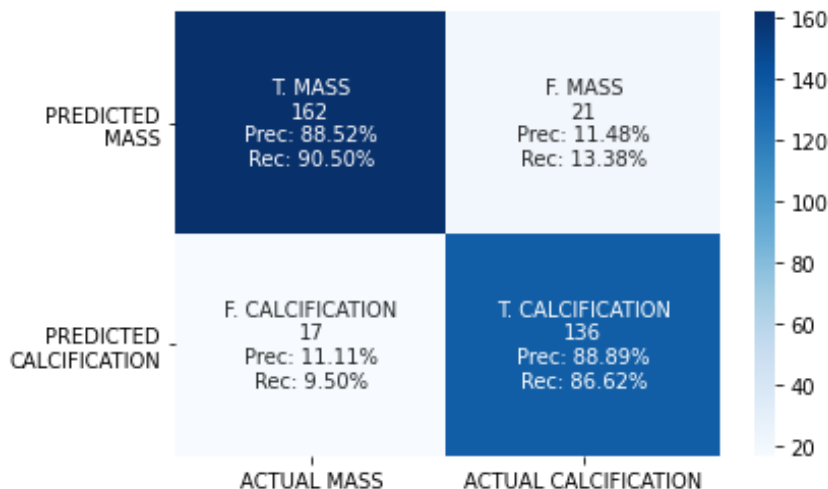 T. MASS
162
Prec: 88.52%
Rec: 90.50%
F. MASS
21
Prec: 11.48%
Rec: 13.38%
PREDICTED
MASS
F. CALCIFICATION
17
Prec: 11.11%
Rec: 9.50%
T. CALCIFICATION
136
Prec: 88.89%
Rec: 86.62%
PREDICTED
CALCIFICATION
ACTUAL MASS
ACTUAL CALCIFICATION
160
140
120
100
80
60
40
20